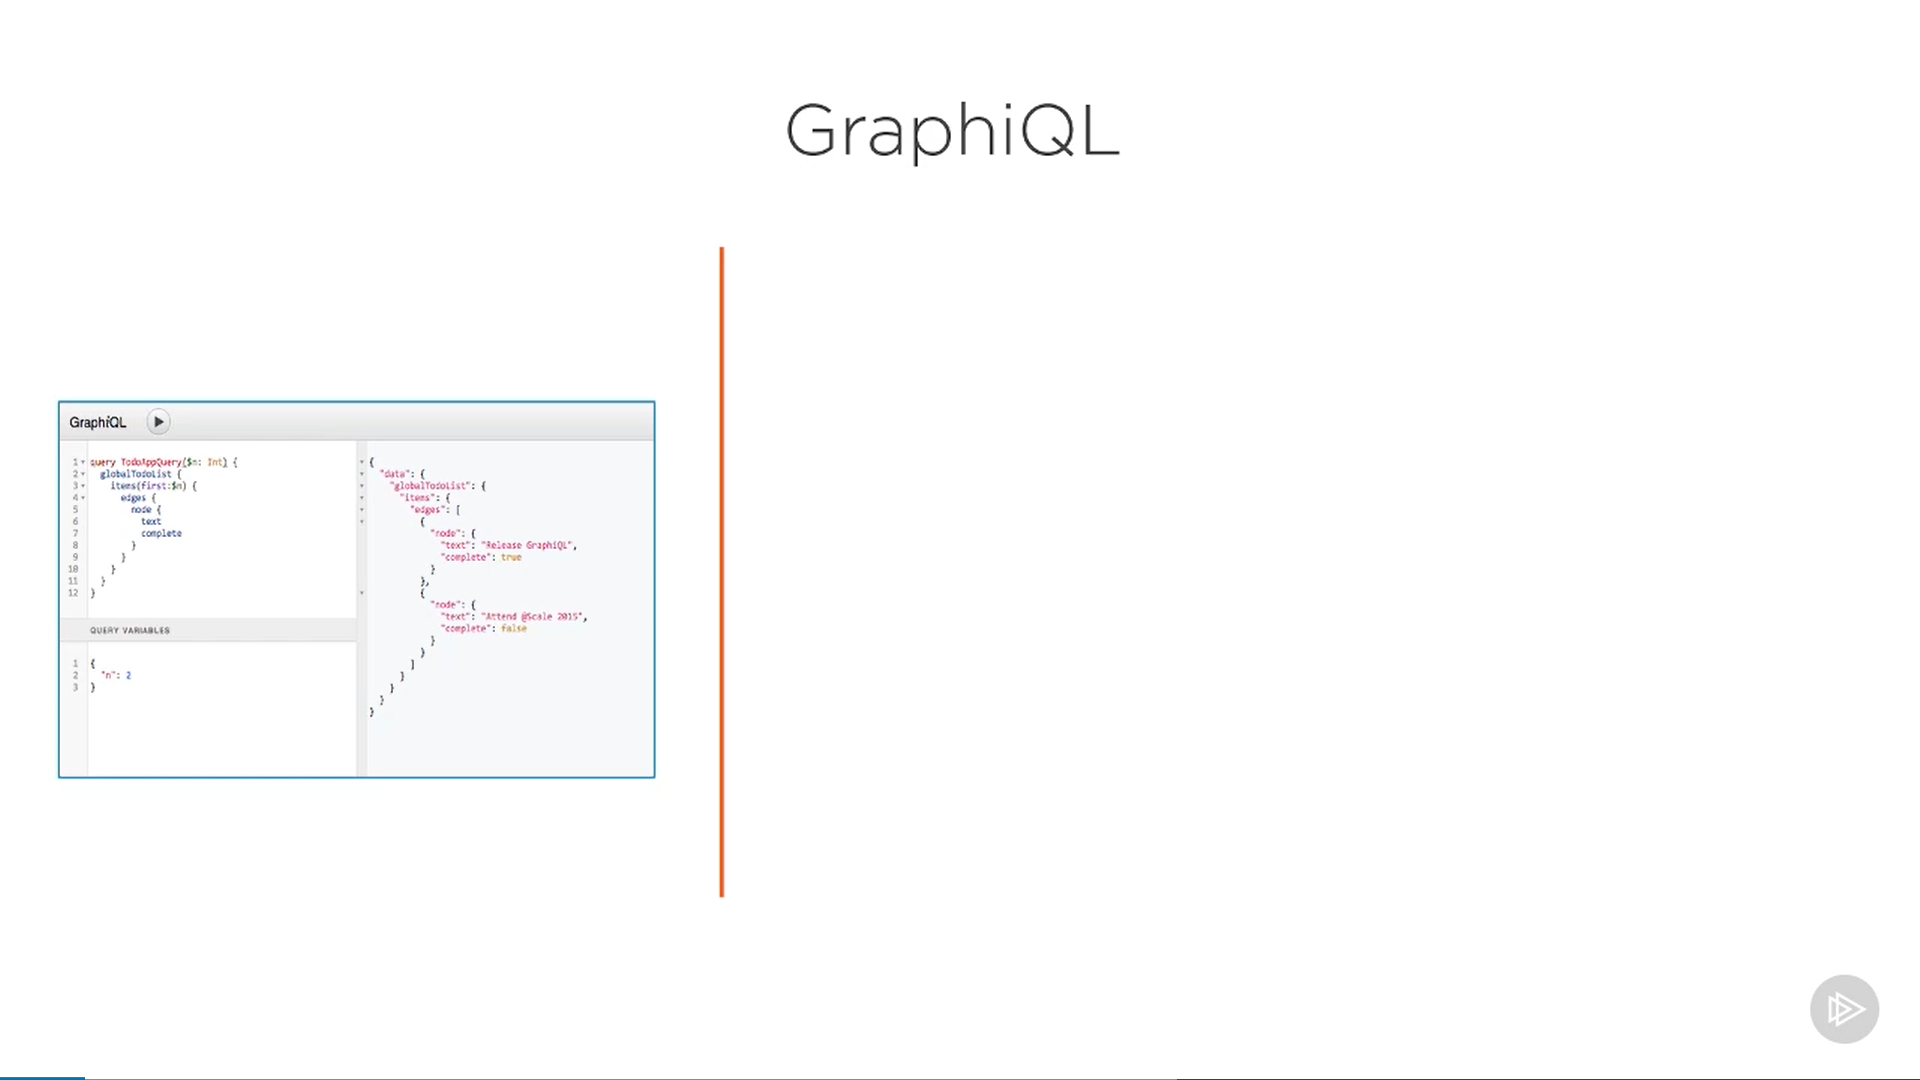 GraphiQL
GraphiQL
1 query TodoAppQuery($n: Int) {
2 globalTodoList {
3 items(first:$n) {
4 edges {
5 node {
6 text
7 complete
8 }
9 }
10 }
11 }
12 }
QUERY VARIABLES
1 {
2 "n": 2
3 }
{
"data": {
"globalTodoList": {
"items": {
"edges": [
{
"node": {
"text": "Release GraphiQL",
"complete": true
}
},
{
"node": {
"text": "Attend @Scale 2015",
"complete": false
}
}
]
}
}
}
}